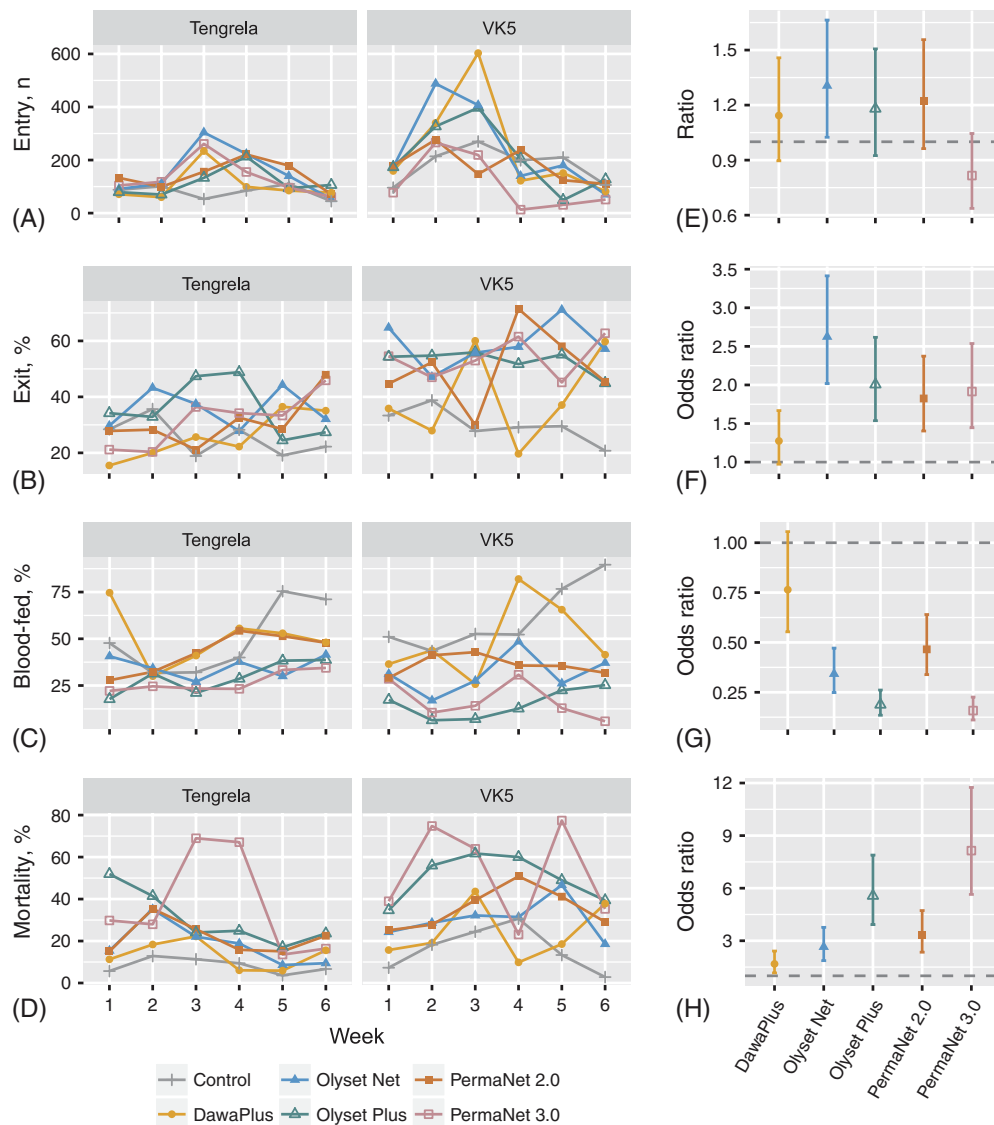 Tengrela VK5
Entry, n
600
400
200
0
(A)
Ratio
1.5
1.2
0.9
0.6
(E)
Tengrela VK5
Exit, %
60
40
20
(B)
Odds ratio
3.5
3.0
2.5
2.0
1.5
1.0
(F)
Tengrela VK5
Blood-fed, %
75
50
25
(C)
Odds ratio
1.00
0.75
0.50
0.25
(G)
Tengrela VK5
Mortality, %
80
60
40
20
0
(D)
1 2 3 4 5 6 1 2 3 4 5 6
Week
Odds ratio
12
9
6
3
(H)
DawaPlus
Olyset Net
Olyset Plus
PermaNet 2.0
PermaNet 3.0
Control Olyset Net PermaNet 2.0
DawaPlus Olyset Plus PermaNet 3.0